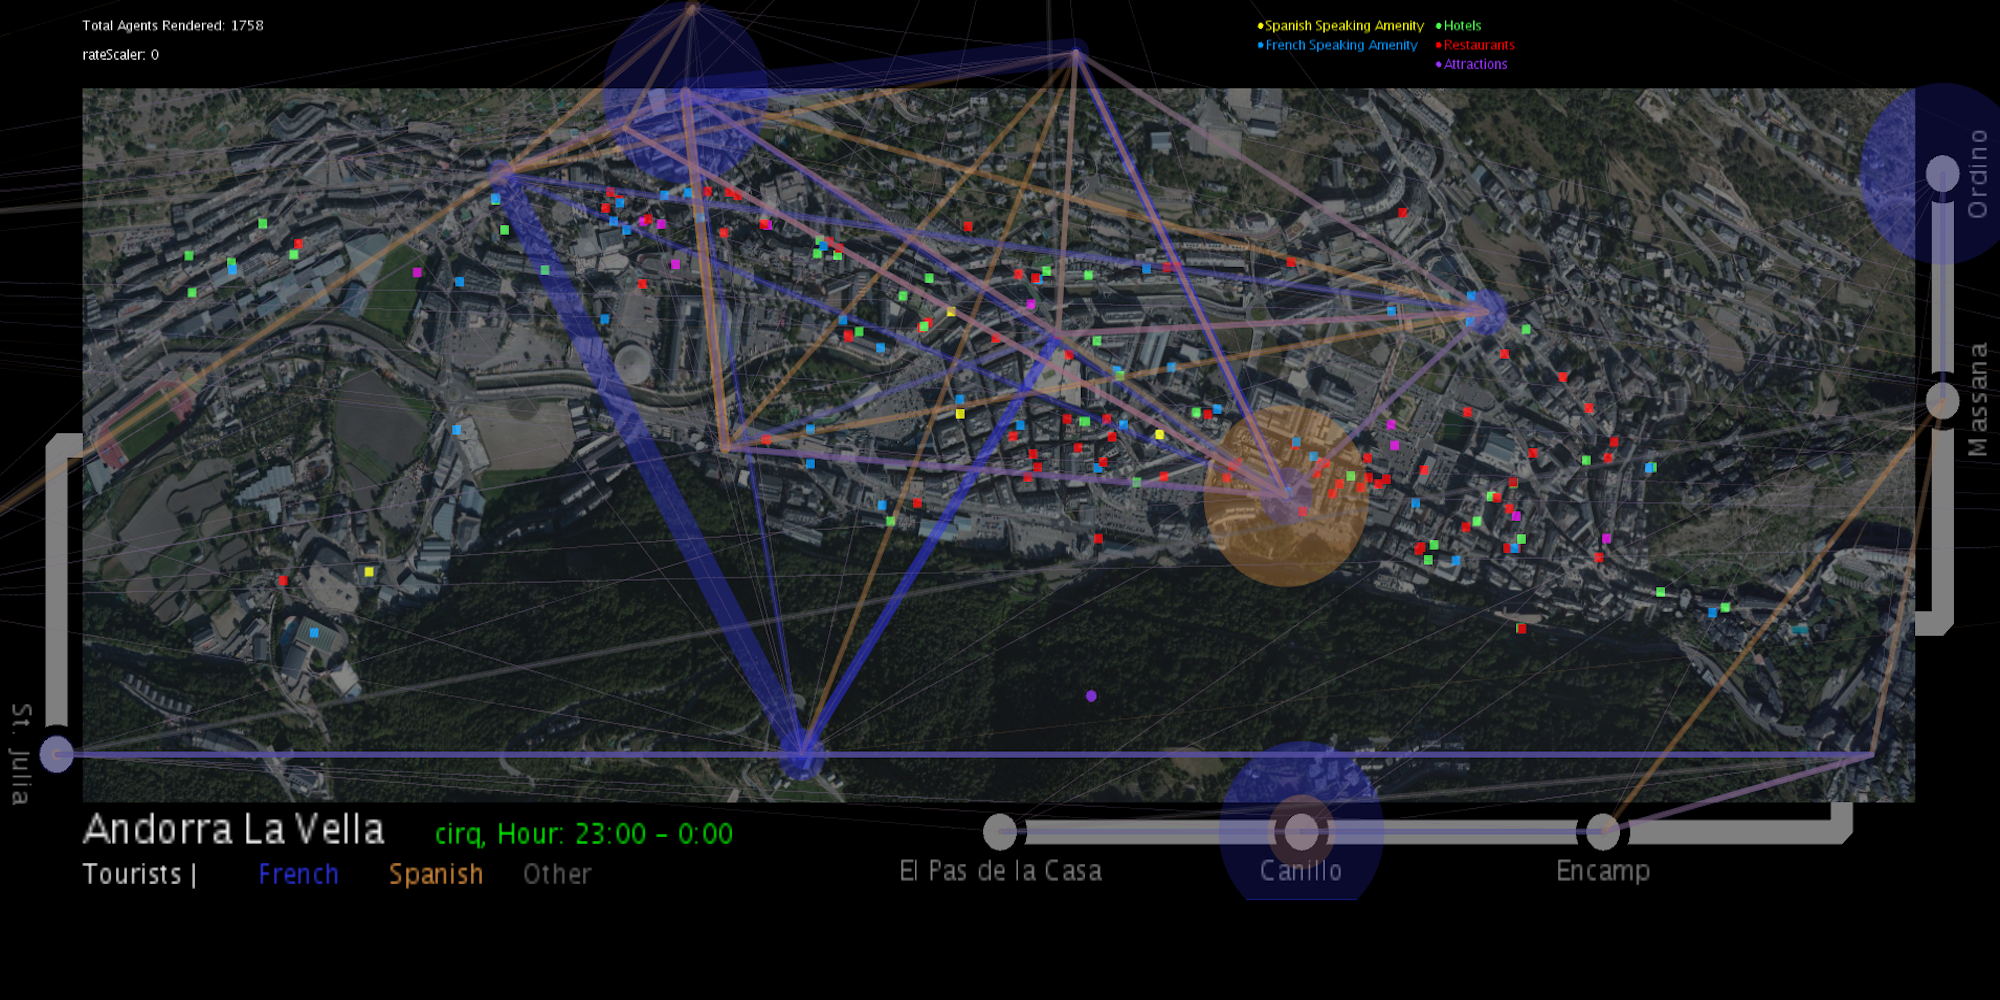 Total Agents Rendered: 1758
rateScaler: 0
Spanish Speaking Amenity
French Speaking Amenity
Hotels
Restaurants
Attractions
Ordino
Massana
St. Julia
Andorra La Vella
cirq, Hour: 23:00 - 0:00
Tourists | French Spanish Other
El Pas de la Casa
Canillo
Encamp